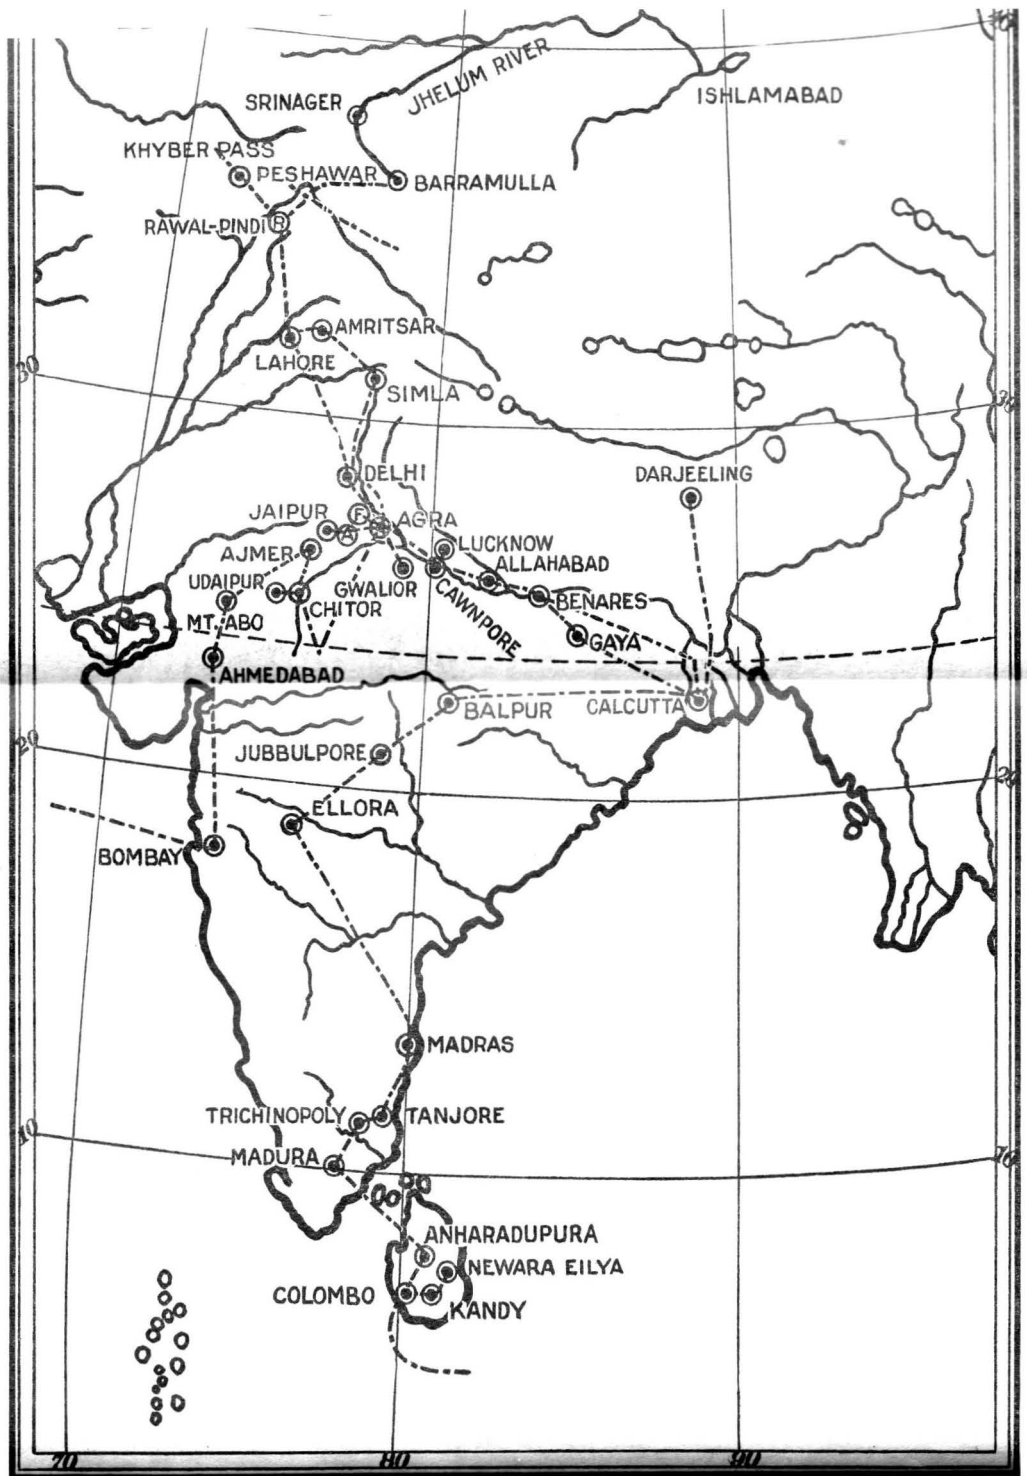 JHELUM RIVER
SRINAGER
ISHLAMABAD
KHYBER PASS
PESHAWAR
BARRAMULLA
RAWAL-PINDI
R
AMRITSAR
LAHORE
30
30
SIMLA
DELHI
DARJEELING
JAIPUR
F
A
AGRA
AJMER
LUCKNOW
ALLAHABAD
UDAIPUR
GWALIOR
CAWNPORE
BENARES
MT. ABO
CHITOR
GAYA
AHMEDABAD
BALPUR
CALCUTTA
20
20
JUBBULPORE
ELLORA
BOMBAY
MADRAS
TRICHINOPOLY
TANJORE
10
10
MADURA
ANHARADUPURA
NEWARA EILYA
COLOMBO
KANDY
70
80
90